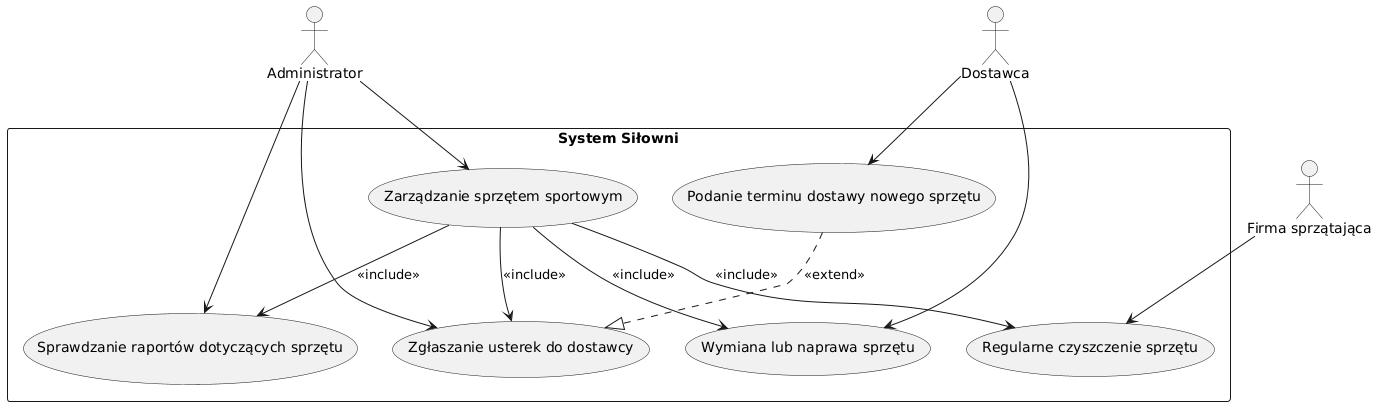 Administrator
Dostawca
System Siłowni
Zarządzanie sprzętem sportowym
Podanie terminu dostawy nowego sprzętu
Firma sprzątająca
«include»
«include»
«include»
«include»
«extend»
Sprawdzanie raportów dotyczących sprzętu
Zgłaszanie usterek do dostawcy
Wymiana lub naprawa sprzętu
Regularne czyszczenie sprzętu